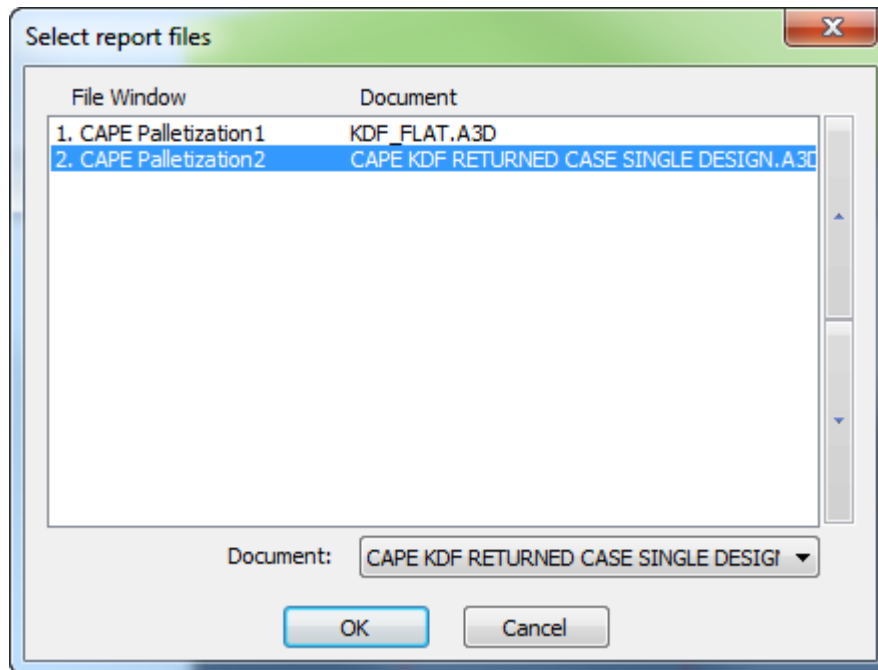 Select report files
File Window Document
1. CAPE Palletization1 KDF_FLAT.A3D
2. CAPE Palletization2 CAPE KDF RETURNED CASE SINGLE DESIGN.A3D
Document: CAPE KDF RETURNED CASE SINGLE DESIGN
OK Cancel